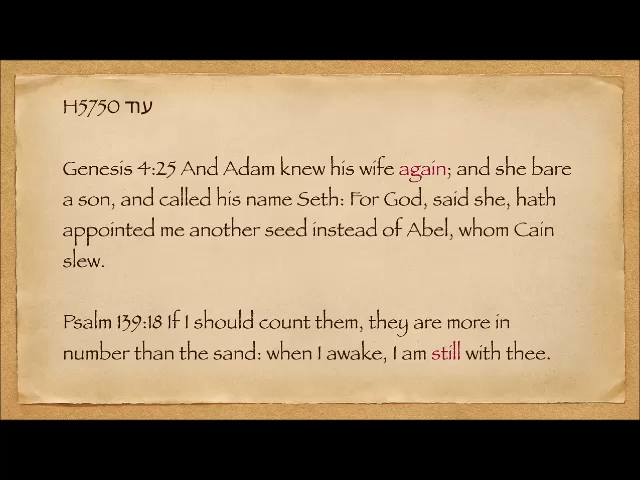 H5750 עוד
Genesis 4:25 And Adam knew his wife again; and she bare
a son, and called his name Seth: For God, said she, hath
appointed me another seed instead of Abel, whom Cain
slew.
Psalm 139:18 If I should count them, they are more in
number than the sand: when I awake, I am still with thee.